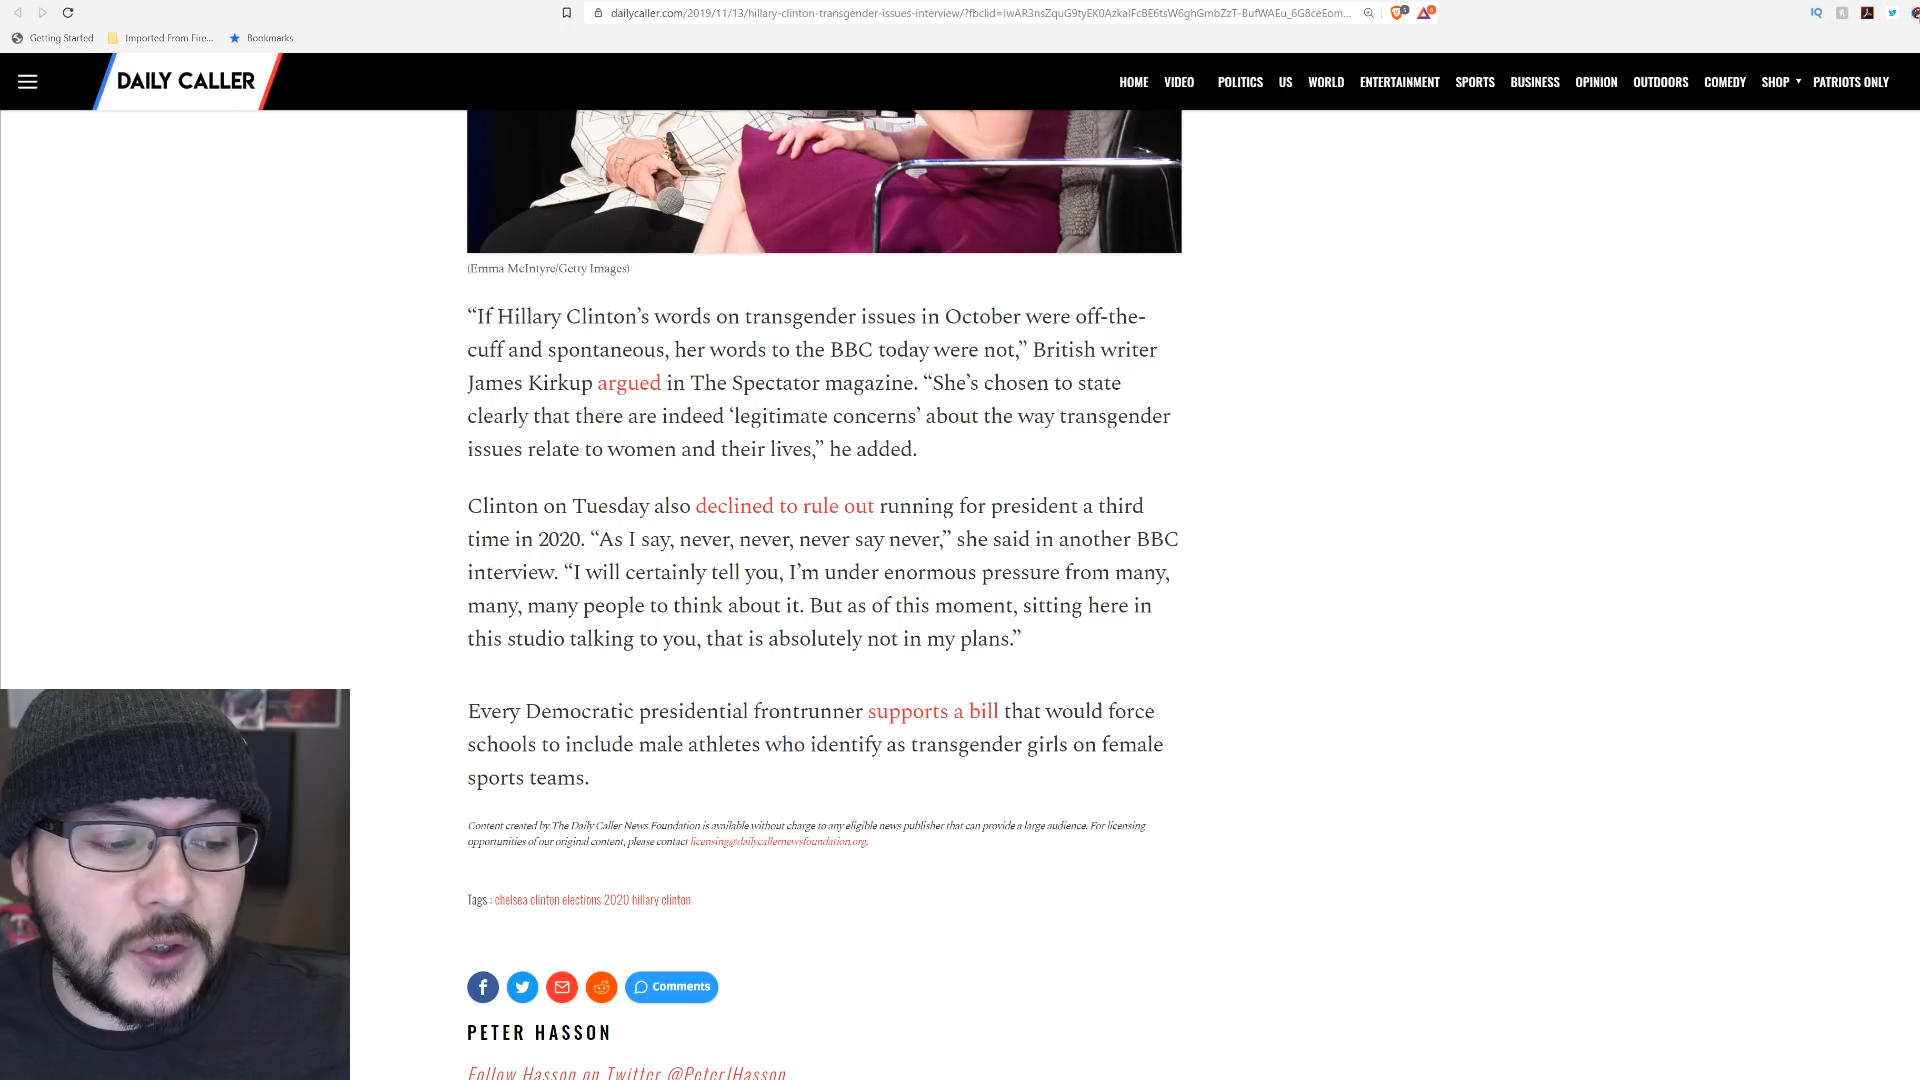 dailycaller.com/2019/11/13/hillary-clinton-transgender-issues-interview/?fbclid=IwAR3nsZquG9tyEK0AzkalFcBE6tsW6ghGmbZzT-BufWAEu_6G8ceEom...
Getting Started Imported From Fire... Bookmarks
DAILY CALLER HOME VIDEO POLITICS US WORLD ENTERTAINMENT SPORTS BUSINESS OPINION OUTDOORS COMEDY SHOP PATRIOTS ONLY
(Emma McIntyre/Getty Images)
“If Hillary Clinton’s words on transgender issues in October were off-the-
cuff and spontaneous, her words to the BBC today were not,” British writer
James Kirkup argued in The Spectator magazine. “She’s chosen to state
clearly that there are indeed ‘legitimate concerns’ about the way transgender
issues relate to women and their lives,” he added.
Clinton on Tuesday also declined to rule out running for president a third
time in 2020. “As I say, never, never, never say never,” she said in another BBC
interview. “I will certainly tell you, I’m under enormous pressure from many,
many, many people to think about it. But as of this moment, sitting here in
this studio talking to you, that is absolutely not in my plans.”
Every Democratic presidential frontrunner supports a bill that would force
schools to include male athletes who identify as transgender girls on female
sports teams.
Content created by The Daily Caller News Foundation is available without charge to any eligible news publisher that can provide a large audience. For licensing
opportunities of our original content, please contact licensing@dailycallernewsfoundation.org.
Tags : chelsea clinton elections 2020 hillary clinton
Comments
PETER HASSON
Follow Hasson on Twitter @PeterJHasson